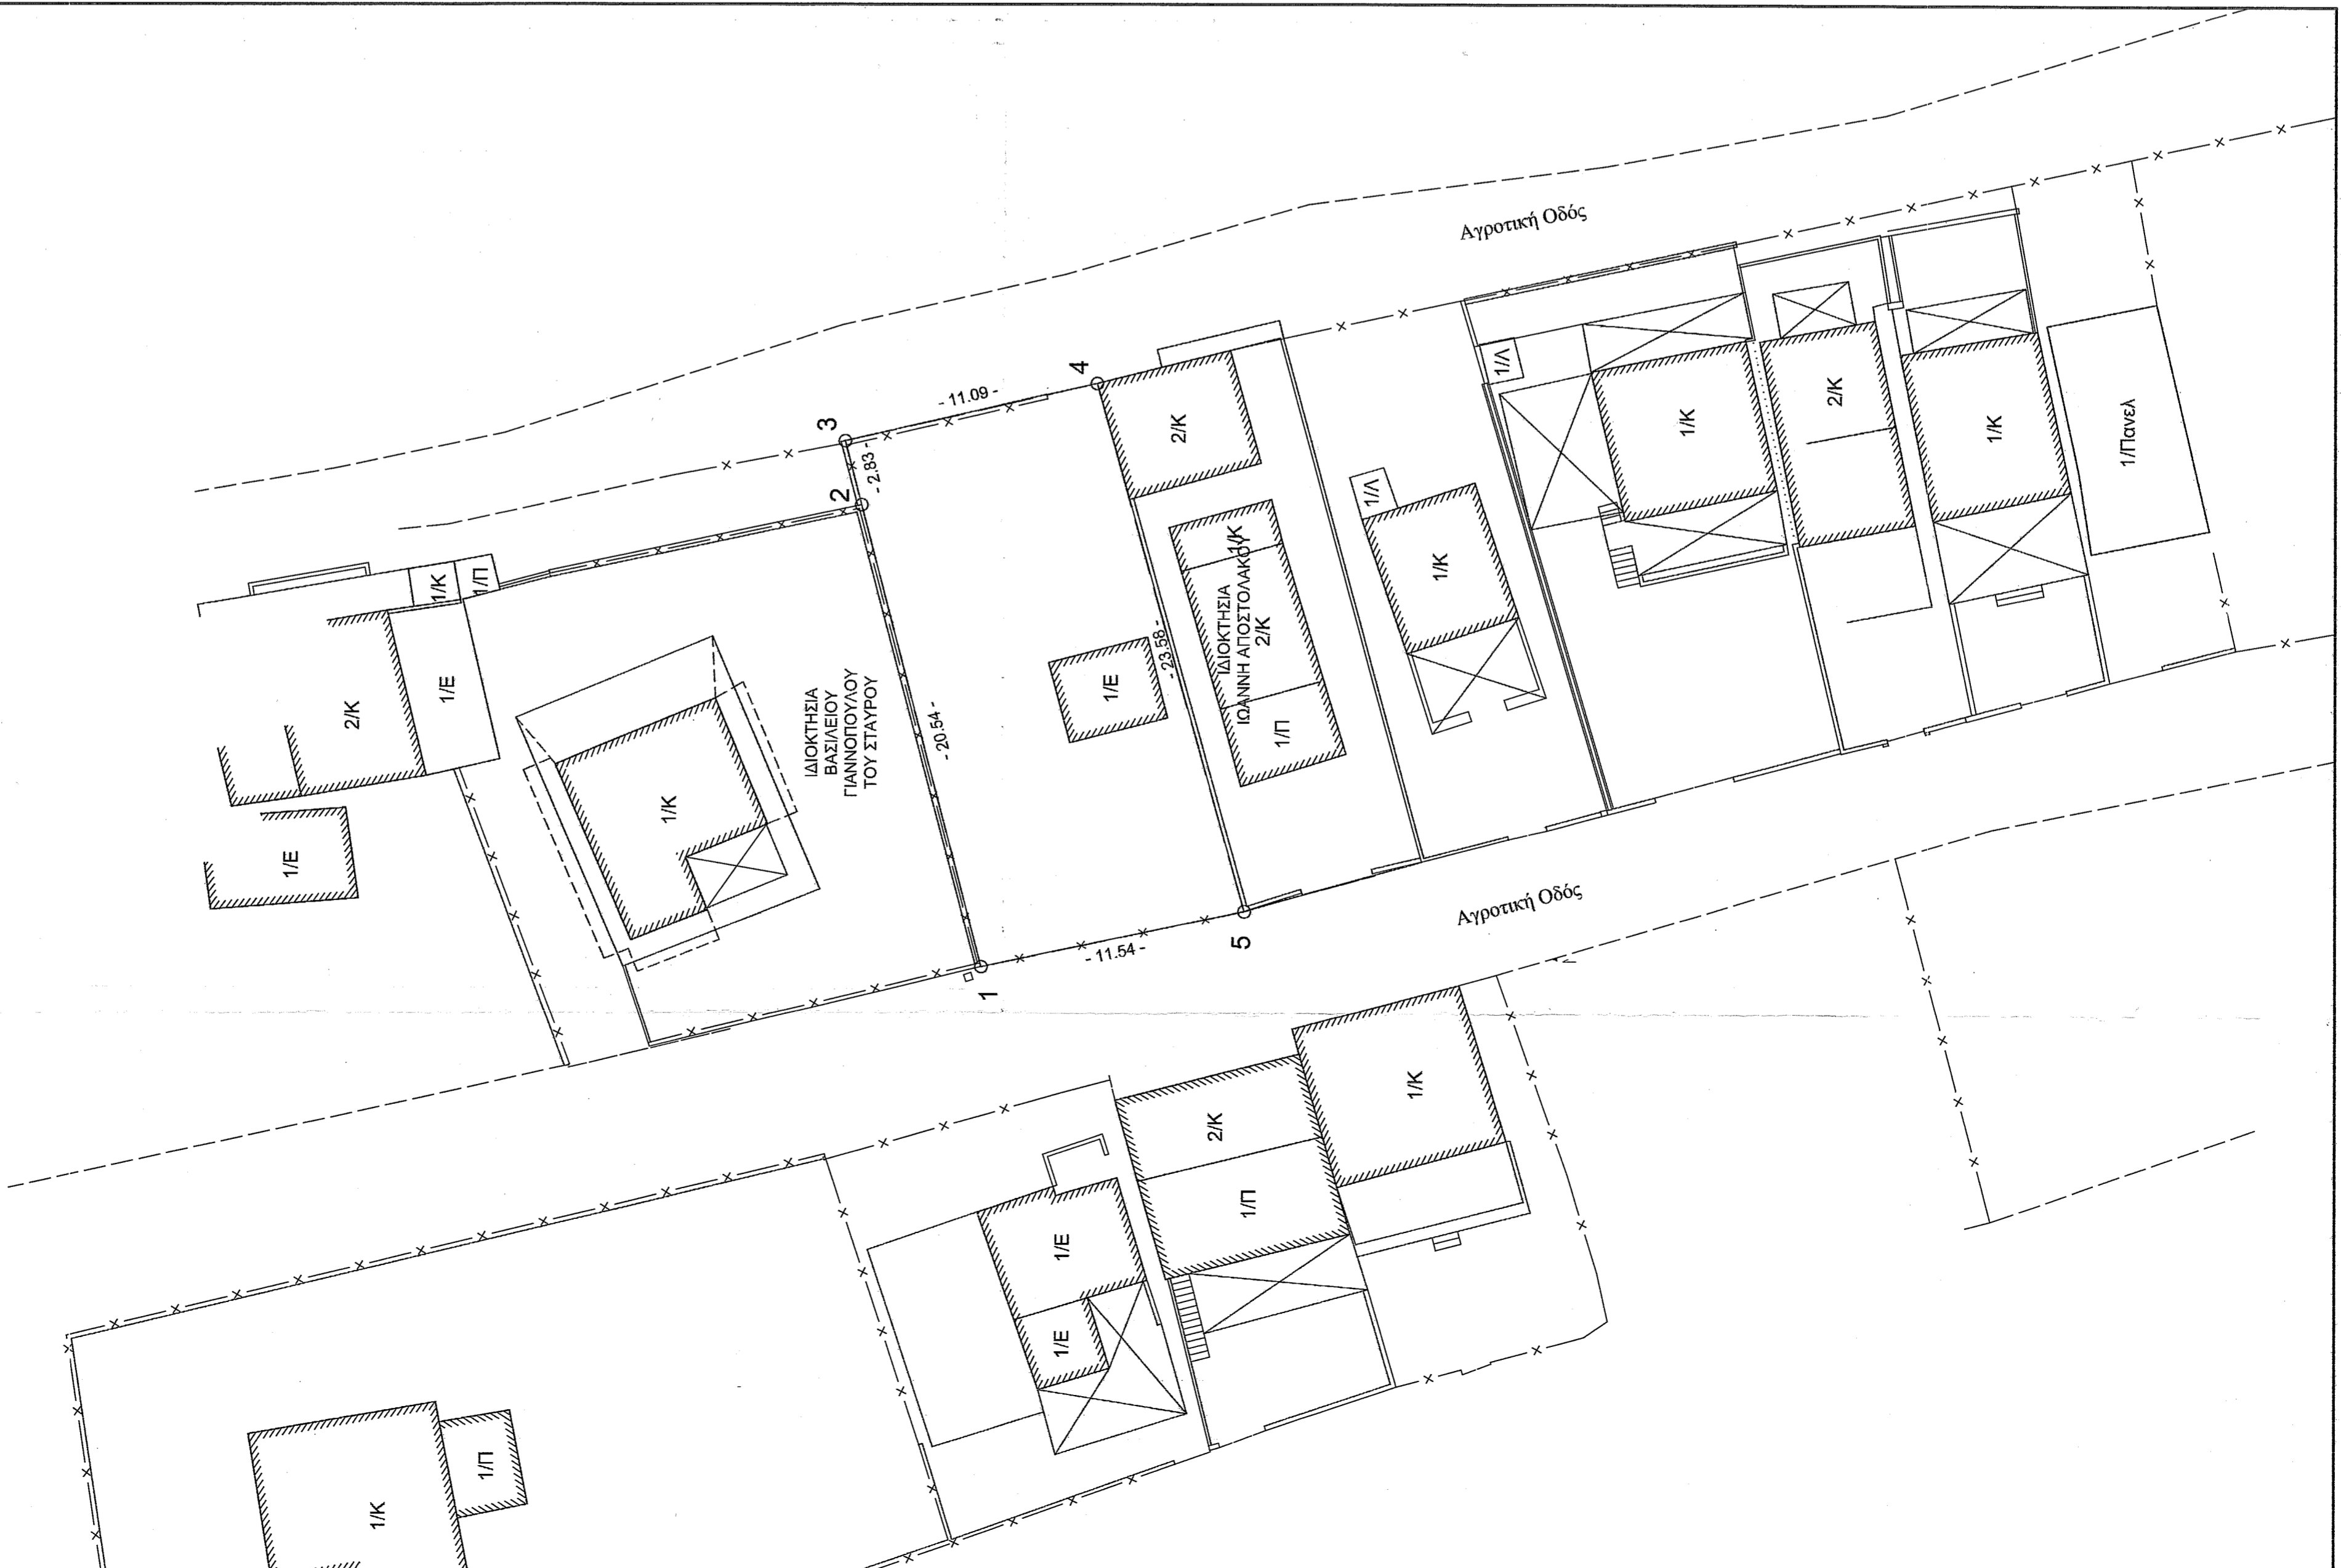 Αγροτική Οδός
4
- 11.09 -
3
- 2.83 -
2
2/Κ
1/Λ
1/Κ
2/Κ
1/Κ
1/Πανελ
1/Λ
1/Κ
1/Κ
1/Π
1/Κ
2/Κ
1/Ε
1/Ε
1/Κ
ΙΔΙΟΚΤΗΣΙΑ
ΒΑΣΙΛΕΙΟΥ
ΓΙΑΝΝΟΠΟΥΛΟΥ
ΤΟΥ ΣΤΑΥΡΟΥ
- 20.54 -
1/Ε
- 23.58 -
ΙΔΙΟΚΤΗΣΙΑ
ΙΩΑΝΝΗ ΑΠΟΣΤΟΛΑΚΟΥ
2/Κ
1/Π
Αγροτική Οδός
5
- 11.54 -
1
2/Κ
1/Κ
1/Π
1/Ε
1/Ε
1/Π
1/Κ